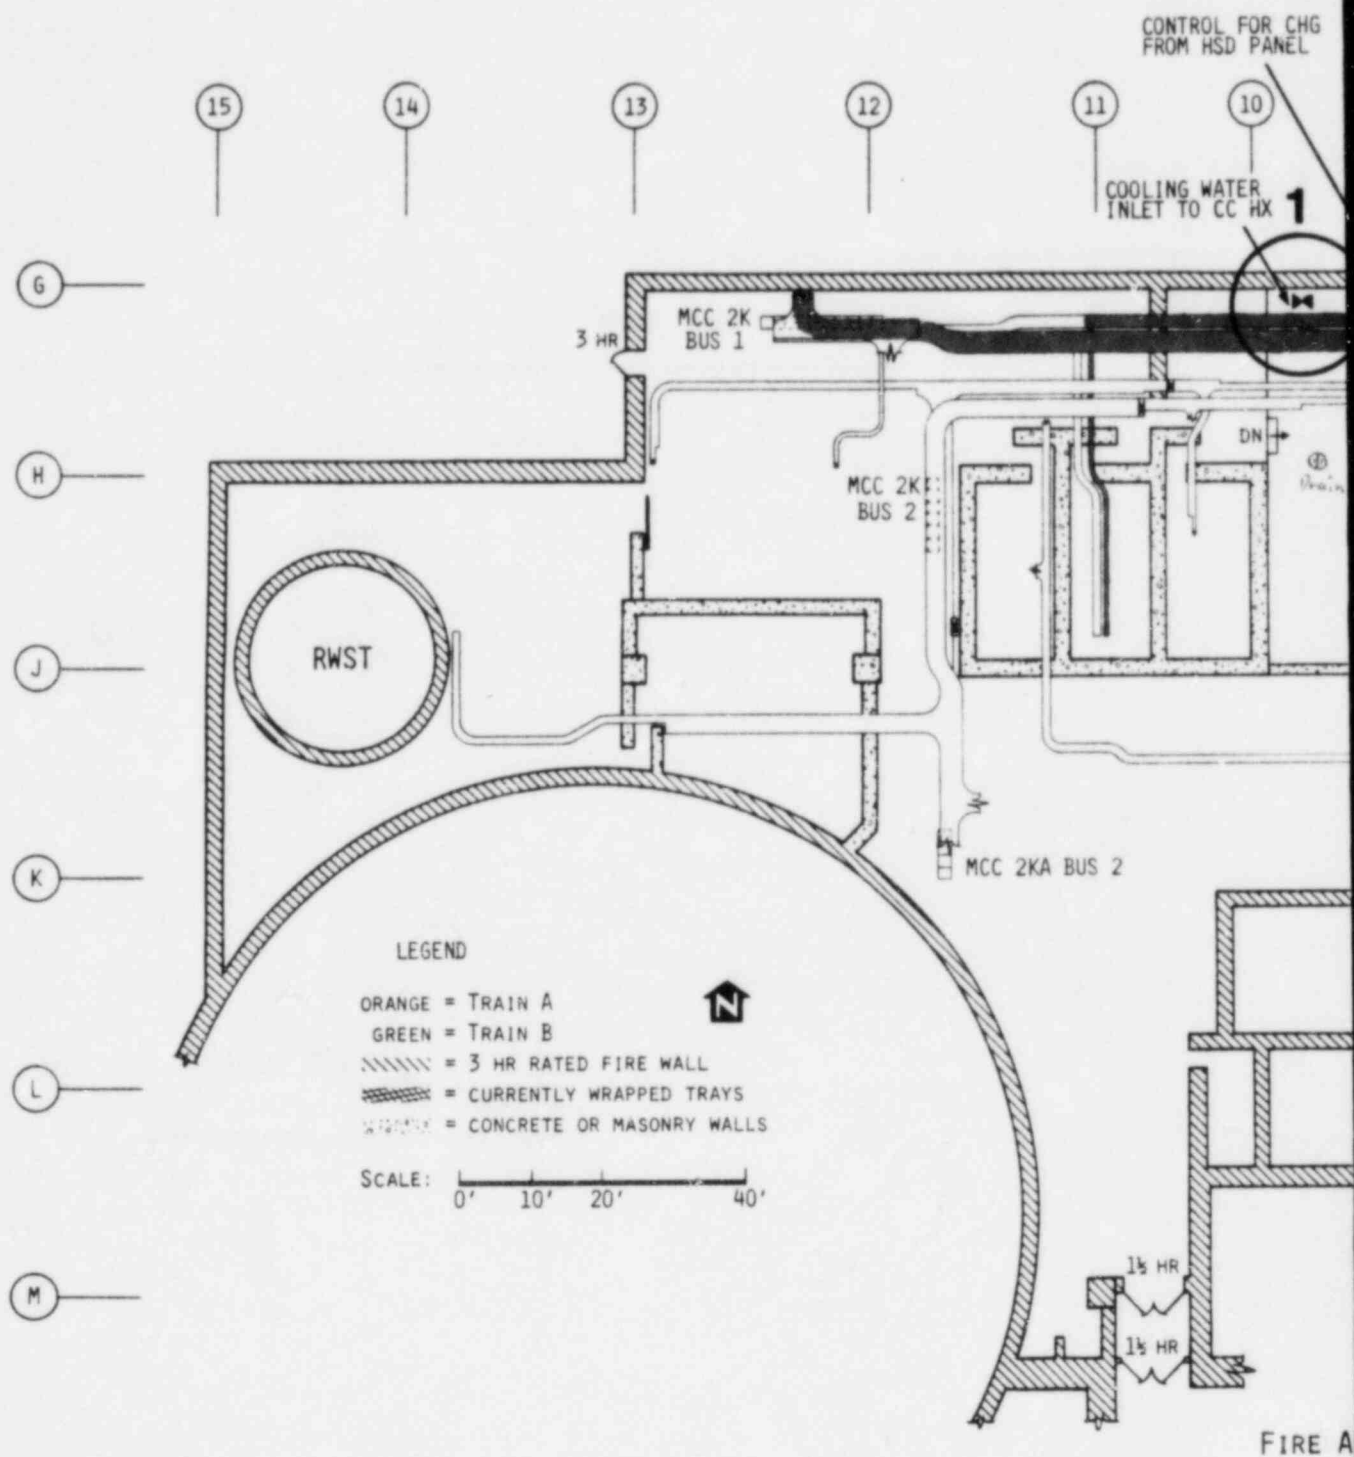 CONTROL FOR CHG
FROM HSD PANEL
15
14
13
12
11
10
COOLING WATER
INLET TO CC HX
1
G
MCC 2K
BUS 1
3 HR
H
DN
Drain
MCC 2K
BUS 2
J
RWST
K
MCC 2KA BUS 2
LEGEND
ORANGE = TRAIN A
N
GREEN = TRAIN B
= 3 HR RATED FIRE WALL
L
= CURRENTLY WRAPPED TRAYS
= CONCRETE OR MASONRY WALLS
SCALE:
0' 10' 20' 40'
M
1½ HR
1½ HR
FIRE A